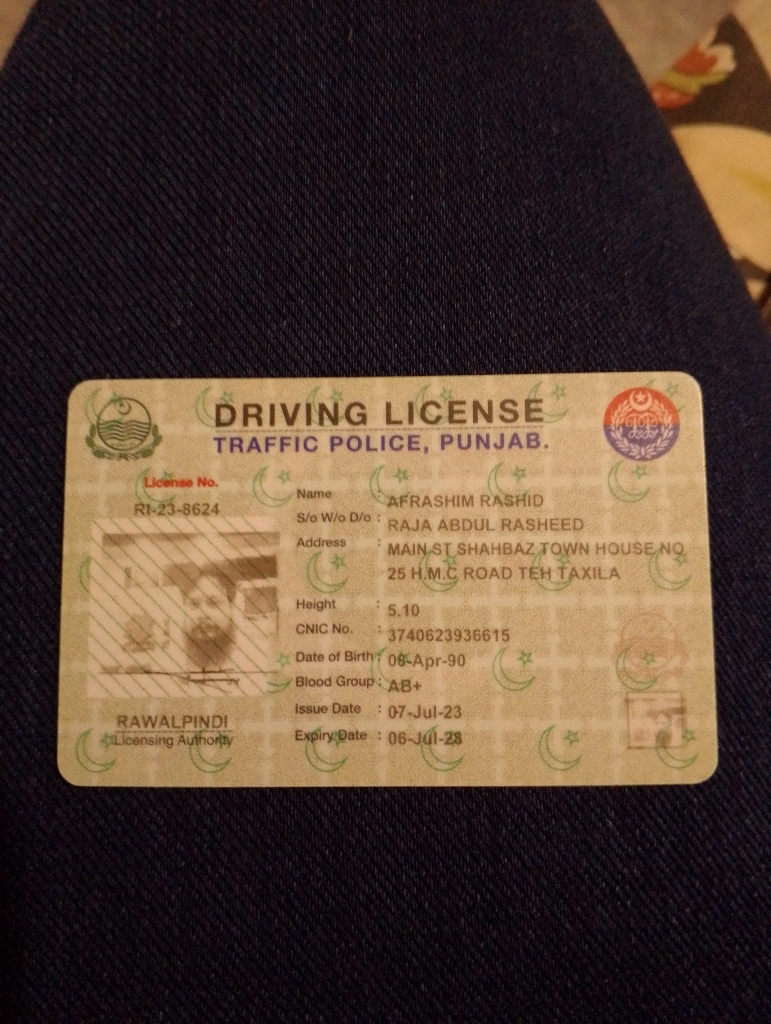 DRIVING LICENSE
TRAFFIC POLICE, PUNJAB.
License No.
RI-23-8624
Name : AFRASHIM RASHID
S/o W/o D/o : RAJA ABDUL RASHEED
Address : MAIN ST SHAHBAZ TOWN HOUSE NO
25 H.M.C ROAD TEH TAXILA
Height : 5.10
CNIC No. : 3740623936615
Date of Birth : 08-Apr-90
Blood Group : AB+
Issue Date : 07-Jul-23
Expiry Date : 06-Jul-28
RAWALPINDI
Licensing Authority